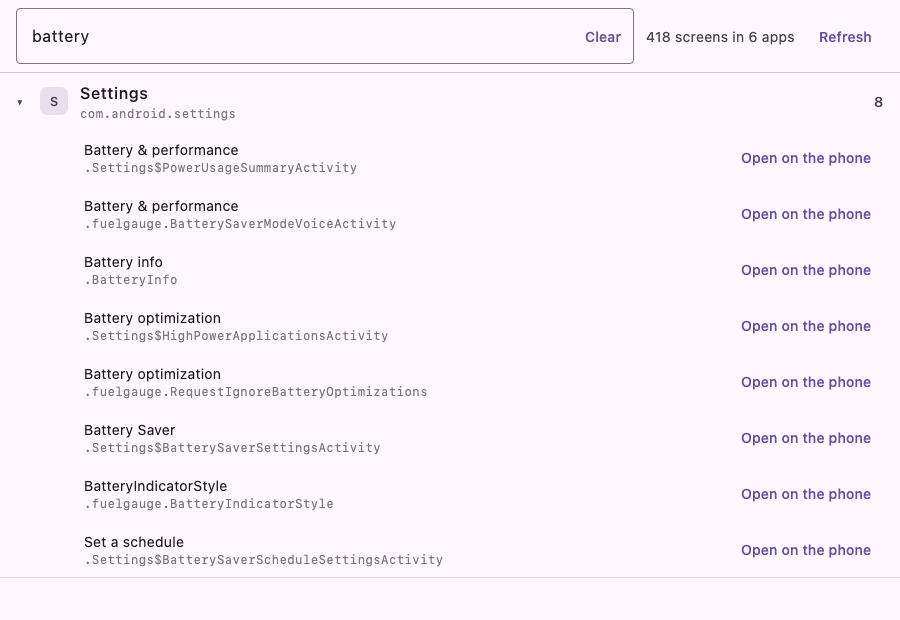 battery
Clear
418 screens in 6 apps
Refresh
S
Settings
com.android.settings
8
Battery & performance
.Settings$PowerUsageSummaryActivity
Open on the phone
Battery & performance
.fuelgauge.BatterySaverModeVoiceActivity
Open on the phone
Battery info
.BatteryInfo
Open on the phone
Battery optimization
.Settings$HighPowerApplicationsActivity
Open on the phone
Battery optimization
.fuelgauge.RequestIgnoreBatteryOptimizations
Open on the phone
Battery Saver
.Settings$BatterySaverSettingsActivity
Open on the phone
BatteryIndicatorStyle
.fuelgauge.BatteryIndicatorStyle
Open on the phone
Set a schedule
.Settings$BatterySaverScheduleSettingsActivity
Open on the phone